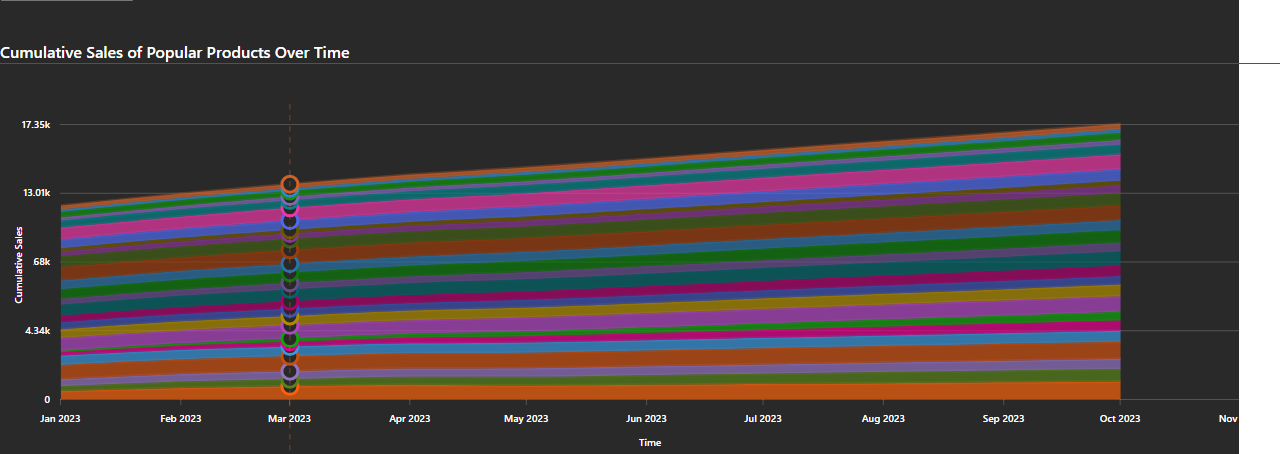 Cumulative Sales of Popular Products Over Time
17.35k
13.01k
68k
4.34k
0
Cumulative Sales
Jan 2023
Feb 2023
Mar 2023
Apr 2023
May 2023
Jun 2023
Jul 2023
Aug 2023
Sep 2023
Oct 2023
Nov
Time